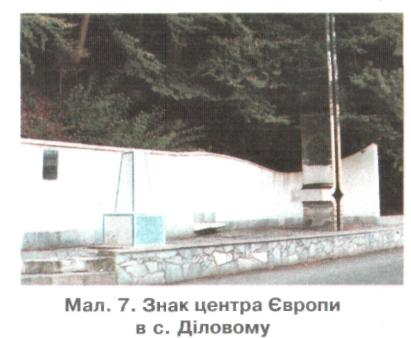 Мал. 7. Знак центра Європи
в с. Діловому